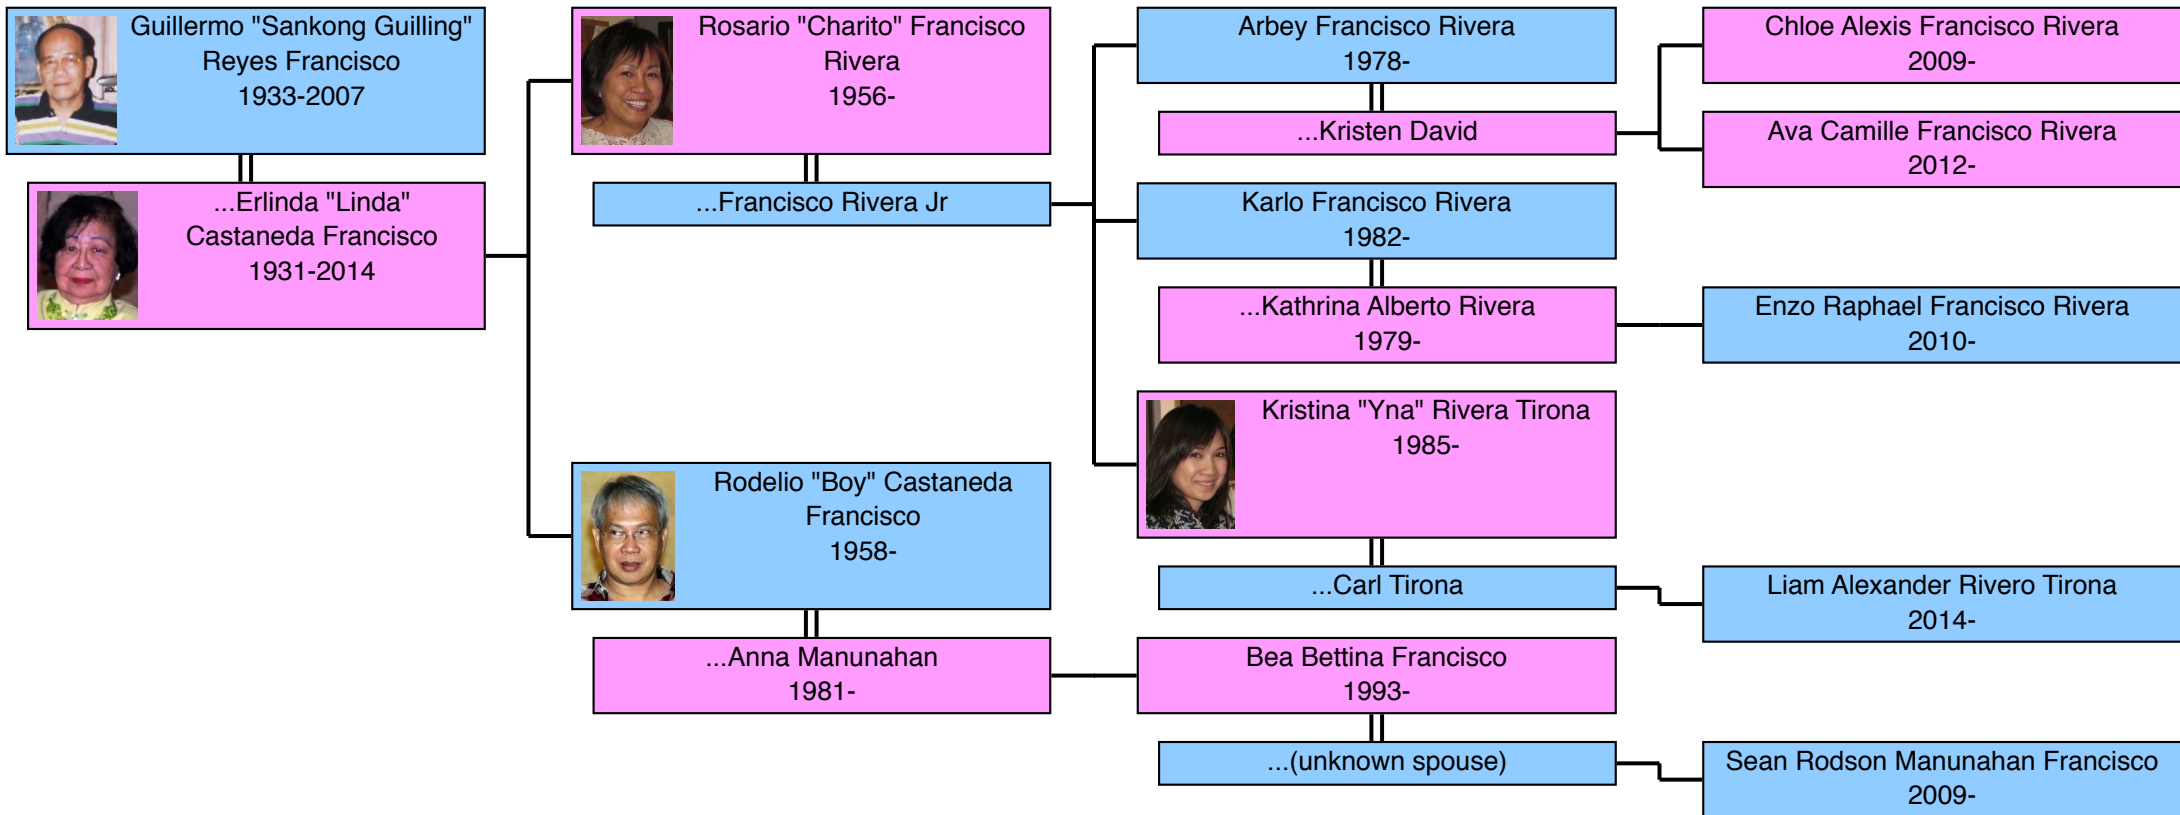 Guillermo "Sankong Guilling"
Reyes Francisco
1933-2007
...Erlinda "Linda"
Castaneda Francisco
1931-2014
Rosario "Charito" Francisco
Rivera
1956-
...Francisco Rivera Jr
Rodelio "Boy" Castaneda
Francisco
1958-
...Anna Manunahan
1981-
Arbey Francisco Rivera
1978-
...Kristen David
Karlo Francisco Rivera
1982-
...Kathrina Alberto Rivera
1979-
Kristina "Yna" Rivera Tirona
1985-
...Carl Tirona
Bea Bettina Francisco
1993-
...(unknown spouse)
Chloe Alexis Francisco Rivera
2009-
Ava Camille Francisco Rivera
2012-
Enzo Raphael Francisco Rivera
2010-
Liam Alexander Rivero Tirona
2014-
Sean Rodson Manunahan Francisco
2009-